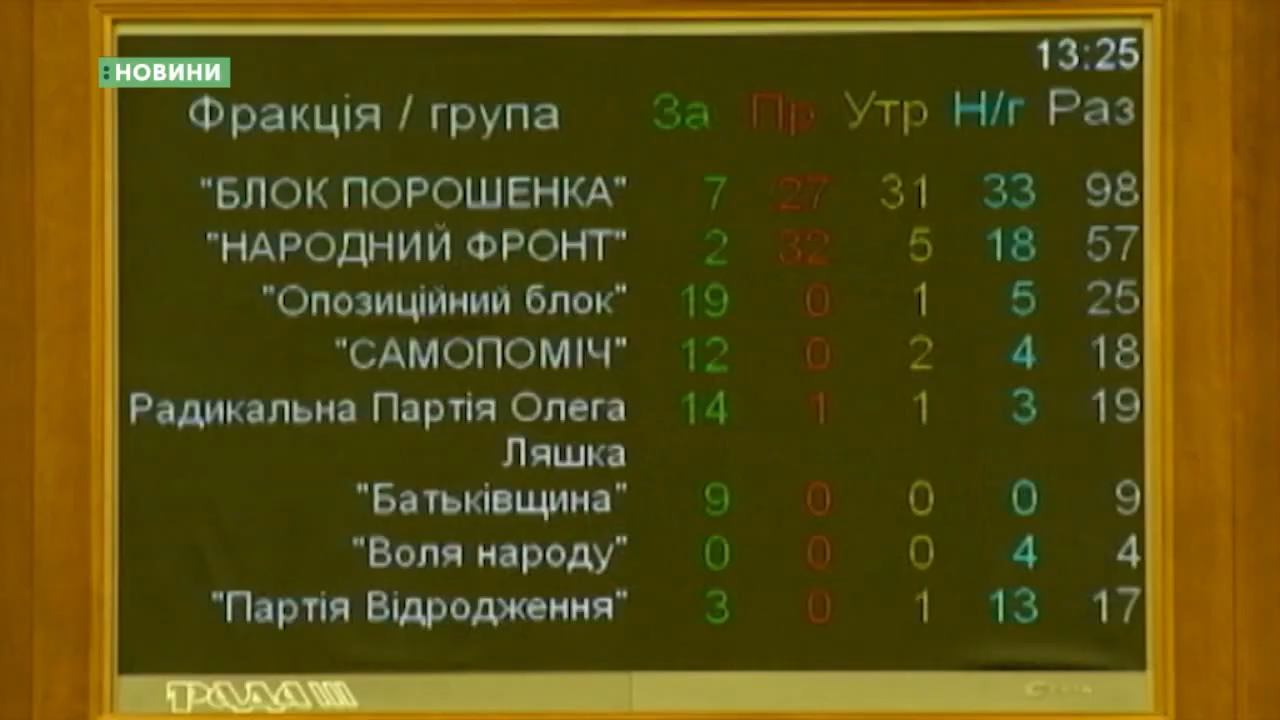 13:25
:НОВИНИ
Фракція / група За Пр Утр Н/г Раз
"БЛОК ПОРОШЕНКА" 7 27 31 33 98
"НАРОДНИЙ ФРОНТ" 2 32 5 18 57
"Опозиційний блок" 19 0 1 5 25
"САМОПОМІЧ" 12 0 2 4 18
Радикальна Партія Олега 14 1 1 3 19
Ляшка
"Батьківщина" 9 0 0 0 9
"Воля народу" 0 0 0 4 4
"Партія Відродження" 3 0 1 13 17
РАДА III